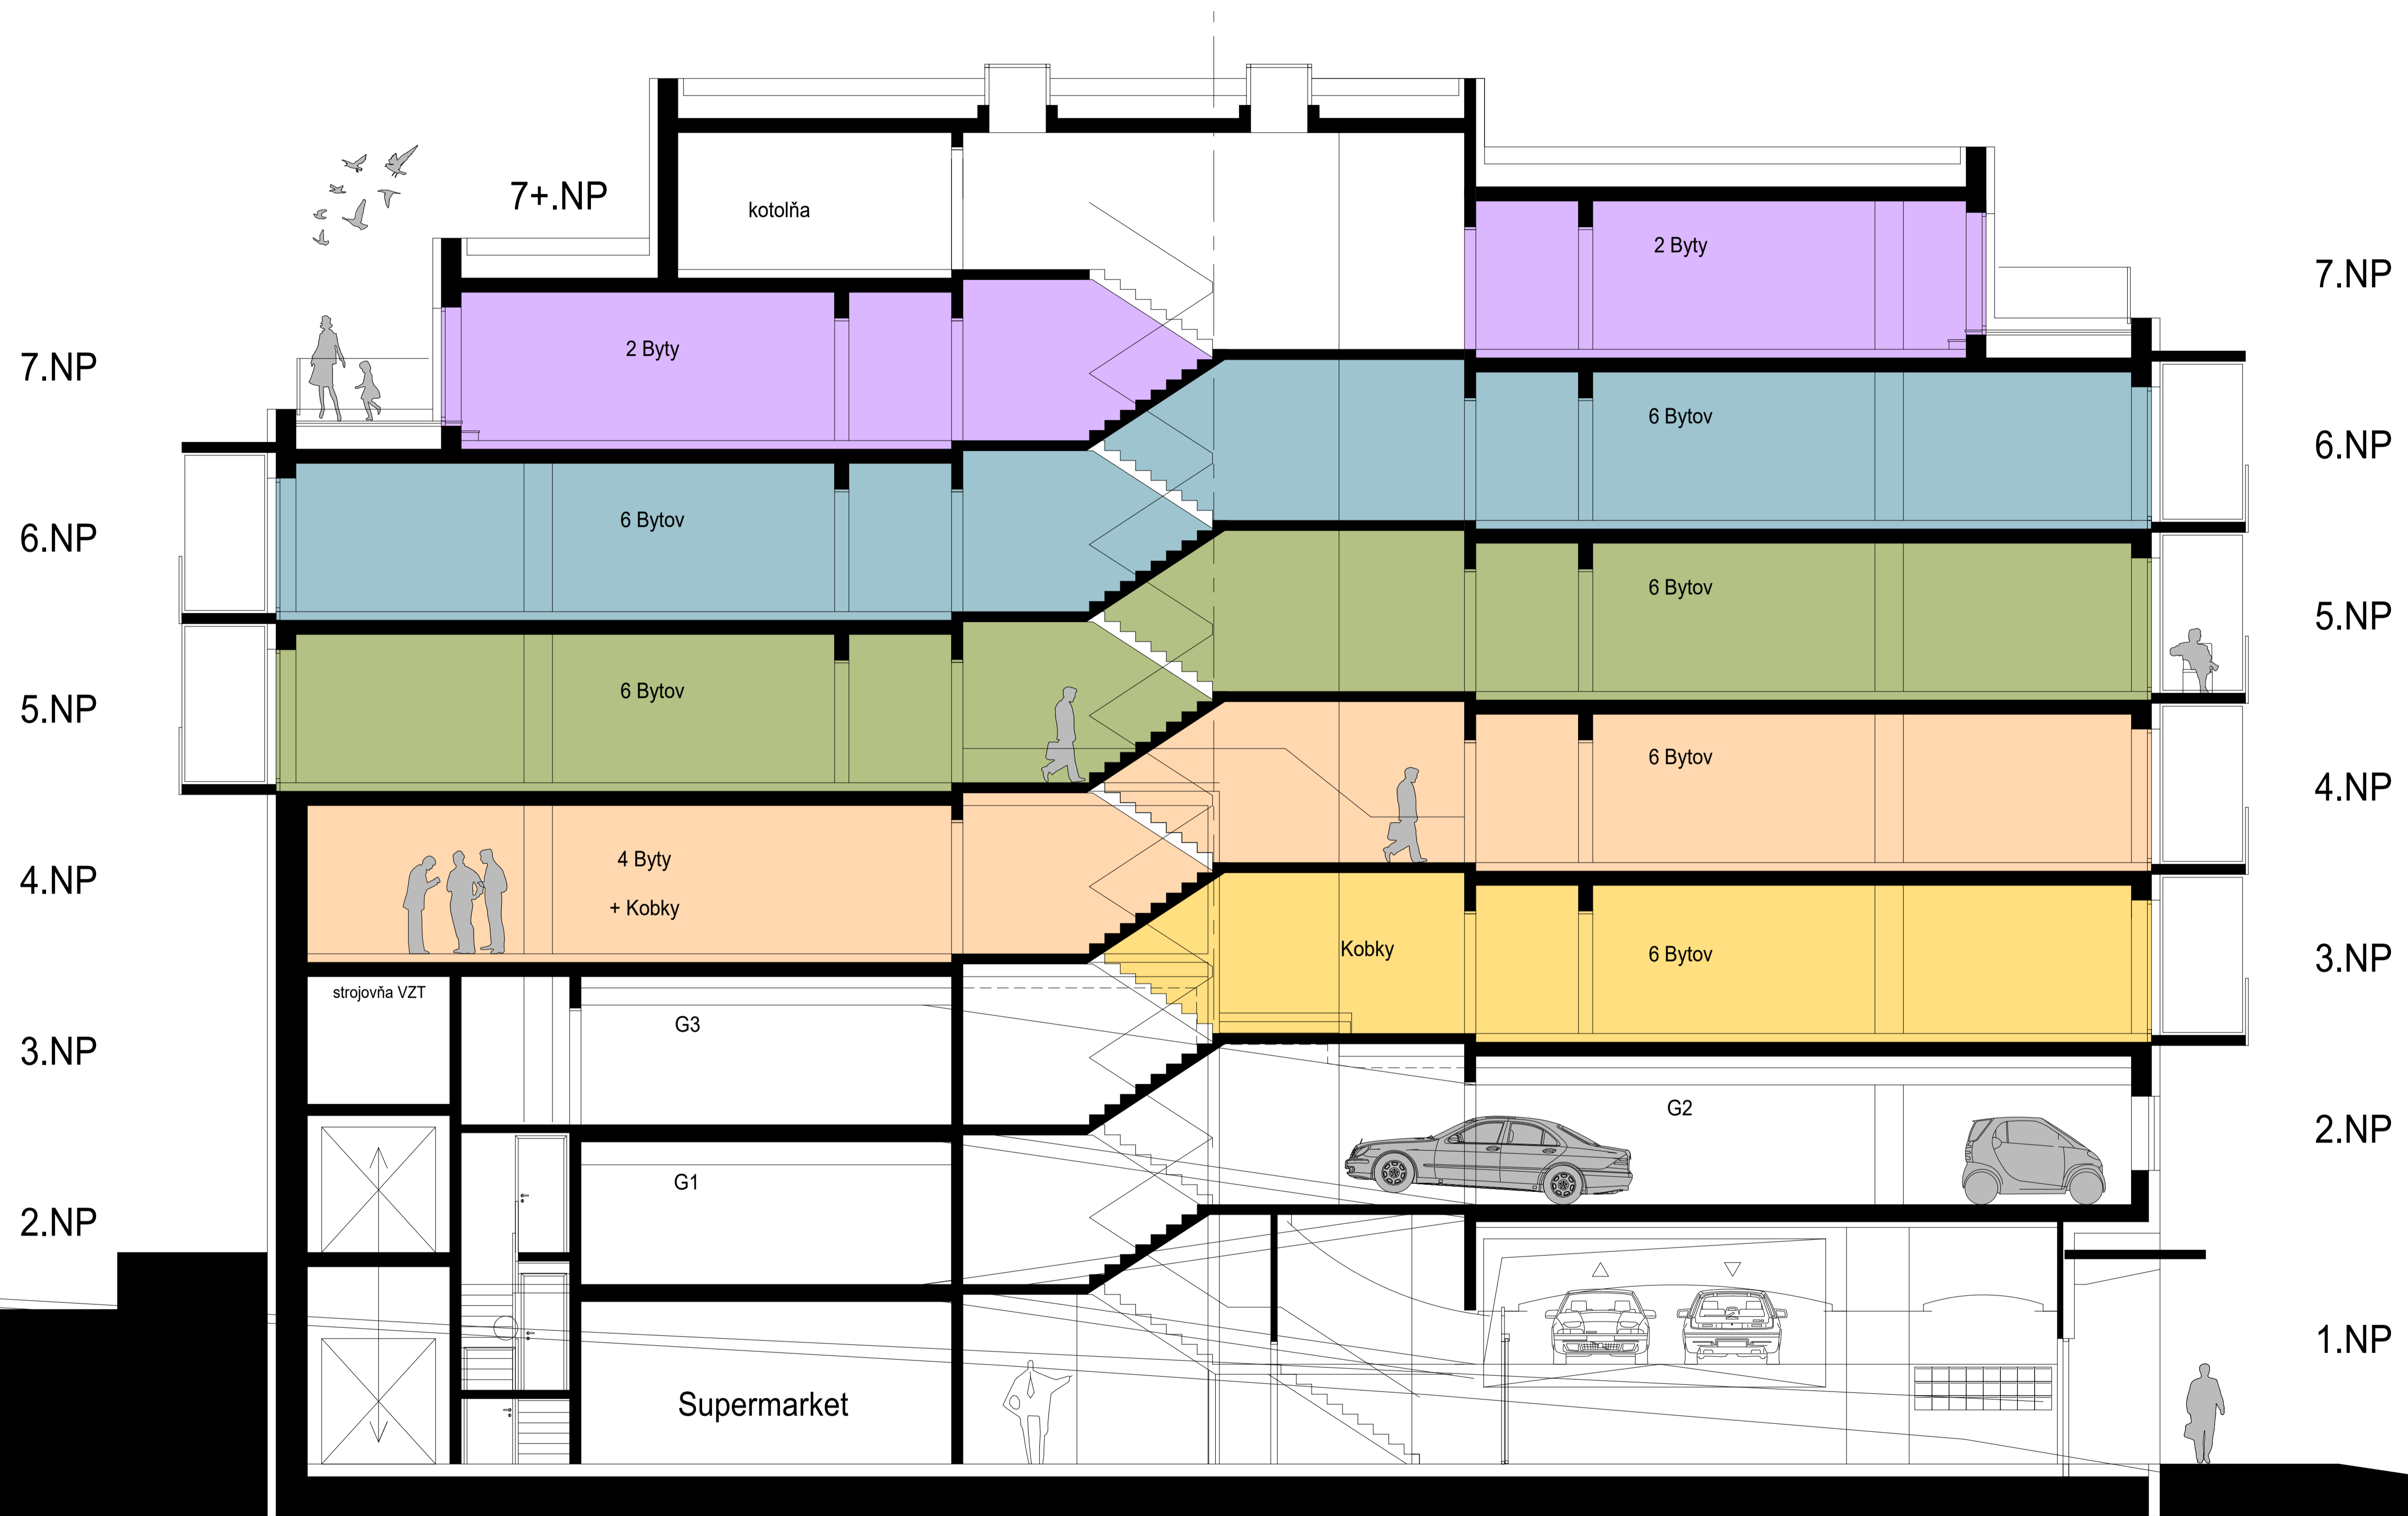 7+.NP
kotolňa
2 Byty
7.NP
2 Byty
7.NP
6 Bytov
6.NP
6 Bytov
6.NP
6 Bytov
5.NP
6 Bytov
5.NP
6 Bytov
4.NP
4 Byty
+ Kobky
4.NP
Kobky
6 Bytov
3.NP
strojovňa VZT
G3
3.NP
G2
2.NP
G1
2.NP
1.NP
Supermarket